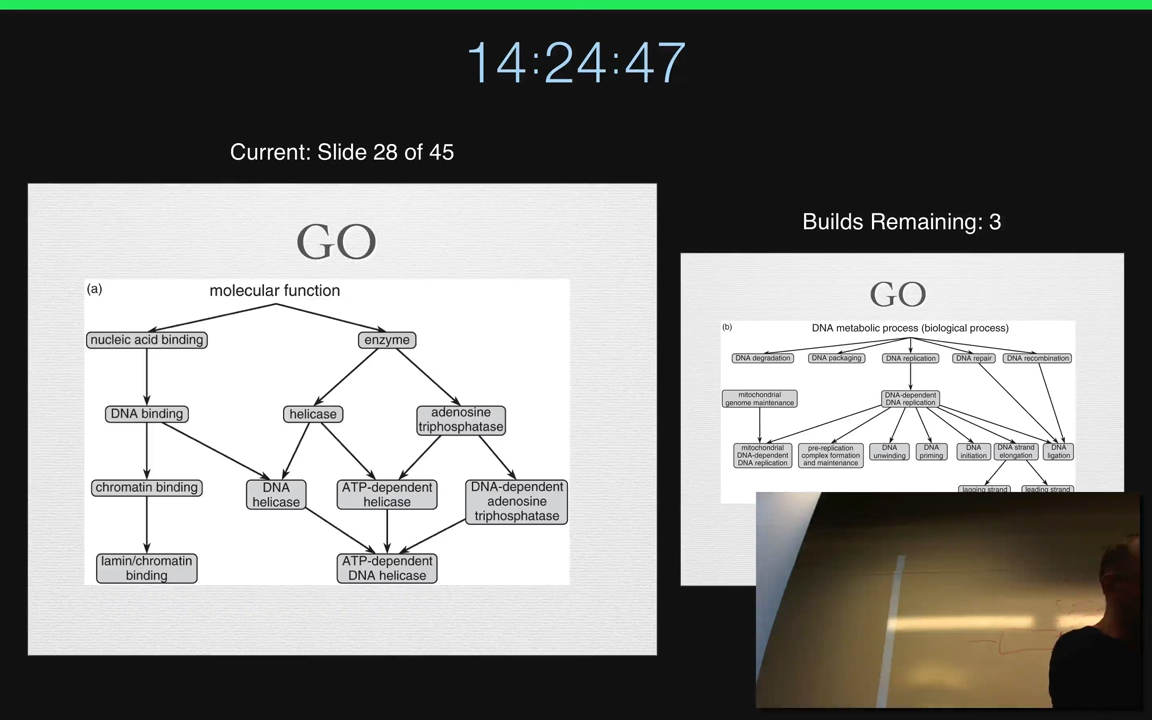 14:24:47
Current: Slide 28 of 45
GO
(a)
molecular function
nucleic acid binding
enzyme
DNA binding
helicase
adenosine
triphosphatase
chromatin binding
DNA
helicase
ATP-dependent
helicase
DNA-dependent
adenosine
triphosphatase
lamin/chromatin
binding
ATP-dependent
DNA helicase
Builds Remaining: 3
GO
(b)
DNA metabolic process (biological process)
DNA degradation
DNA packaging
DNA replication
DNA repair
DNA recombination
mitochondrial
genome maintenance
DNA-dependent
DNA replication
mitochondrial
DNA-dependent
DNA replication
pre-replication
complex formation
and maintenance
DNA
unwinding
DNA
priming
DNA
initiation
DNA strand
elongation
DNA
ligation
lagging strand
leading strand